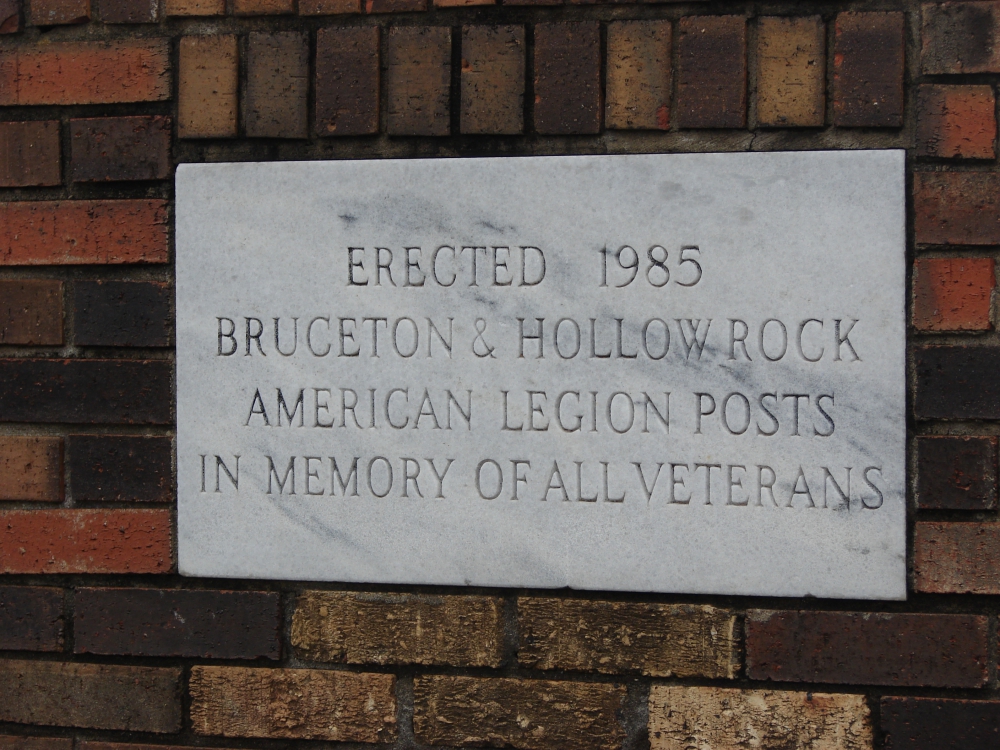 ERECTED 1985
BRUCETON & HOLLOW ROCK
AMERICAN LEGION POSTS
IN MEMORY OF ALL VETERANS